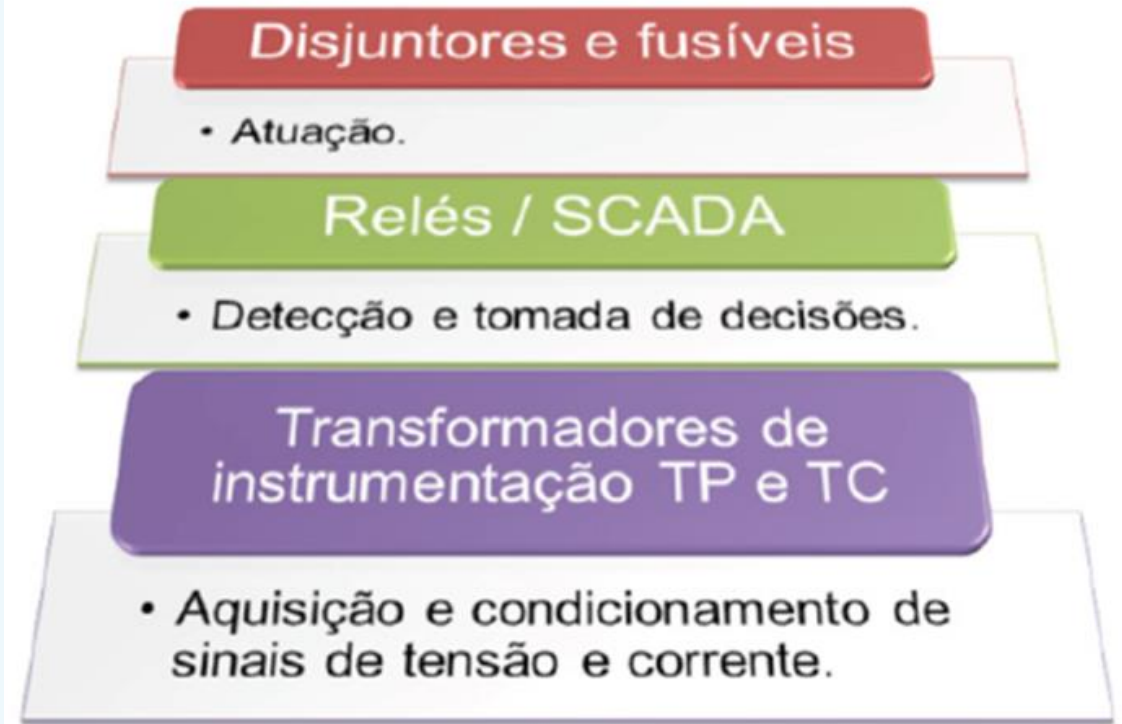 Disjuntores e fusíveis
• Atuação.
Relés / SCADA
• Detecção e tomada de decisões.
Transformadores de
instrumentação TP e TC
• Aquisição e condicionamento de
sinais de tensão e corrente.